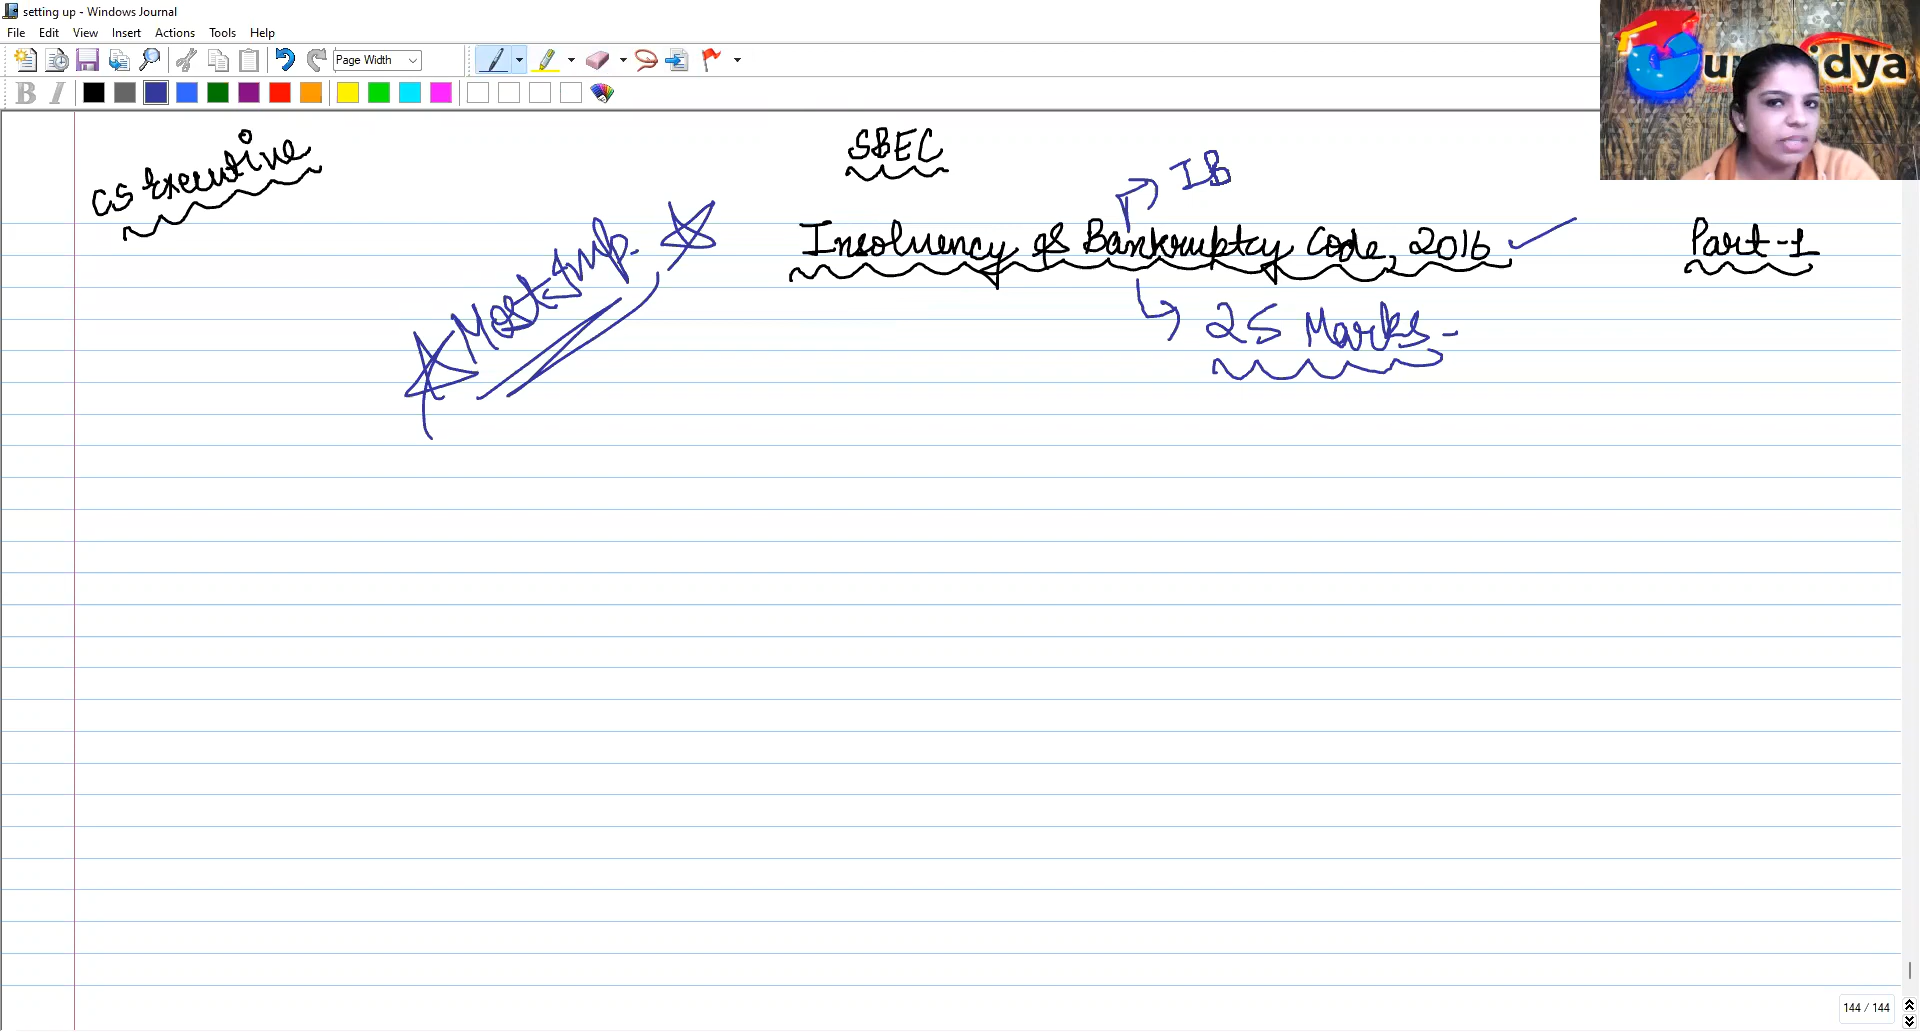 setting up - Windows Journal
File Edit View Insert Actions Tools Help
Page Width
B I
CS Executive
SBEC
IB
Insolvency & Bankruptcy Code, 2016
Part-1
Most Imp.
25 Marks -
144 / 144